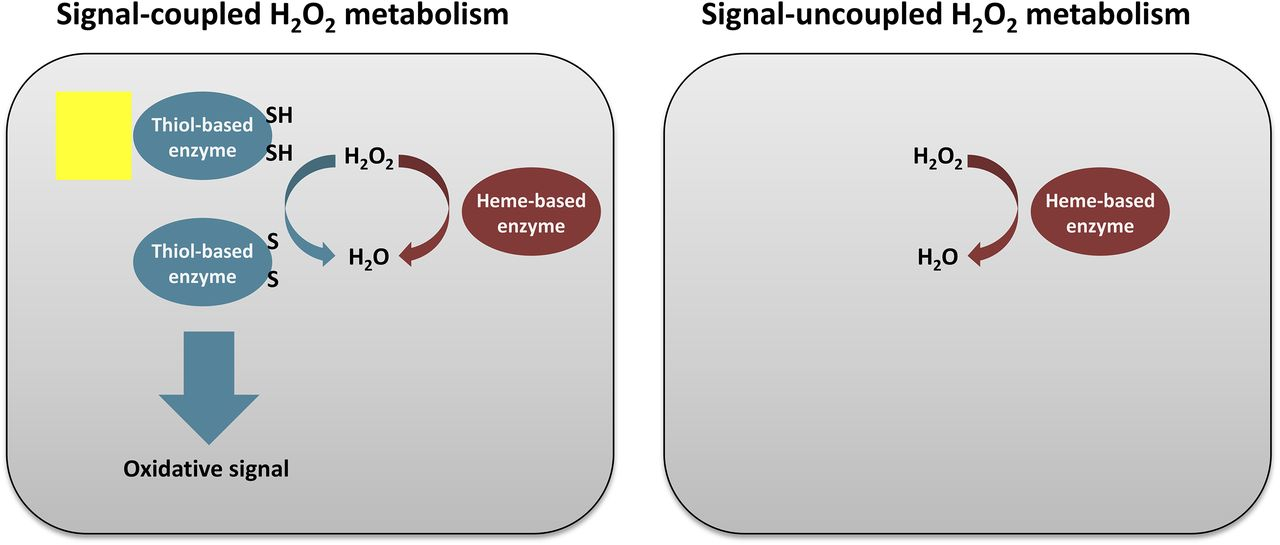 Signal-coupled H₂O₂ metabolism
Signal-uncoupled H₂O₂ metabolism
Thiol-based
enzyme
SH
SH
H₂O₂
Heme-based
enzyme
H₂O
Thiol-based
enzyme
S
S
Oxidative signal
H₂O₂
Heme-based
enzyme
H₂O